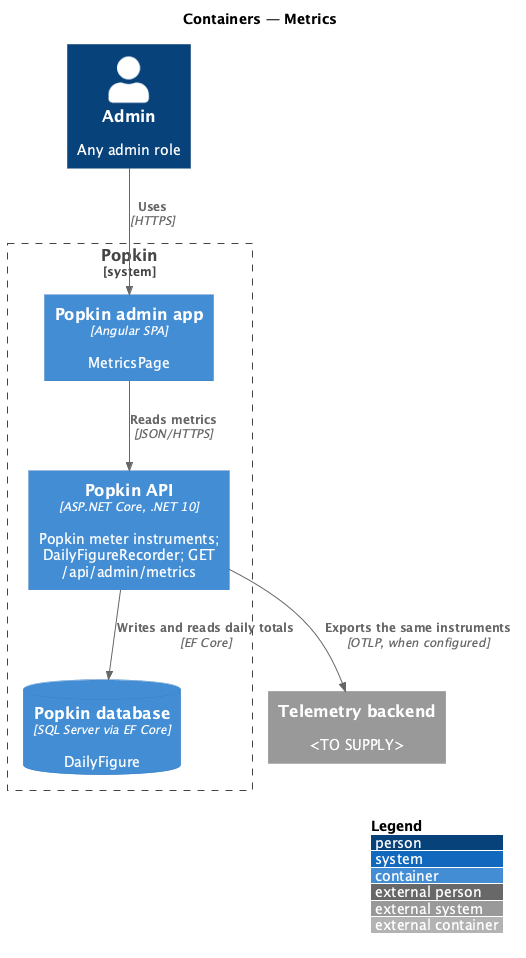 Containers — Metrics
Admin
Any admin role
Uses
[HTTPS]
Popkin
[system]
Popkin admin app
[Angular SPA]
MetricsPage
Reads metrics
[JSON/HTTPS]
Popkin API
[ASP.NET Core, .NET 10]
Popkin meter instruments;
DailyFigureRecorder; GET
/api/admin/metrics
Writes and reads daily totals
[EF Core]
Exports the same instruments
[OTLP, when configured]
Popkin database
[SQL Server via EF Core]
DailyFigure
Telemetry backend
<TO SUPPLY>
Legend
person
system
container
external person
external system
external container